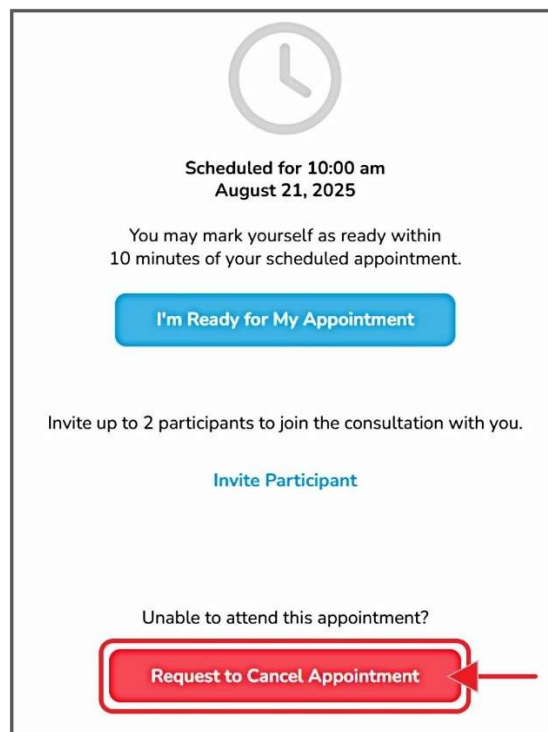 Scheduled for 10:00 am
August 21, 2025
You may mark yourself as ready within
10 minutes of your scheduled appointment.
I'm Ready for My Appointment
Invite up to 2 participants to join the consultation with you.
Invite Participant
Unable to attend this appointment?
Request to Cancel Appointment